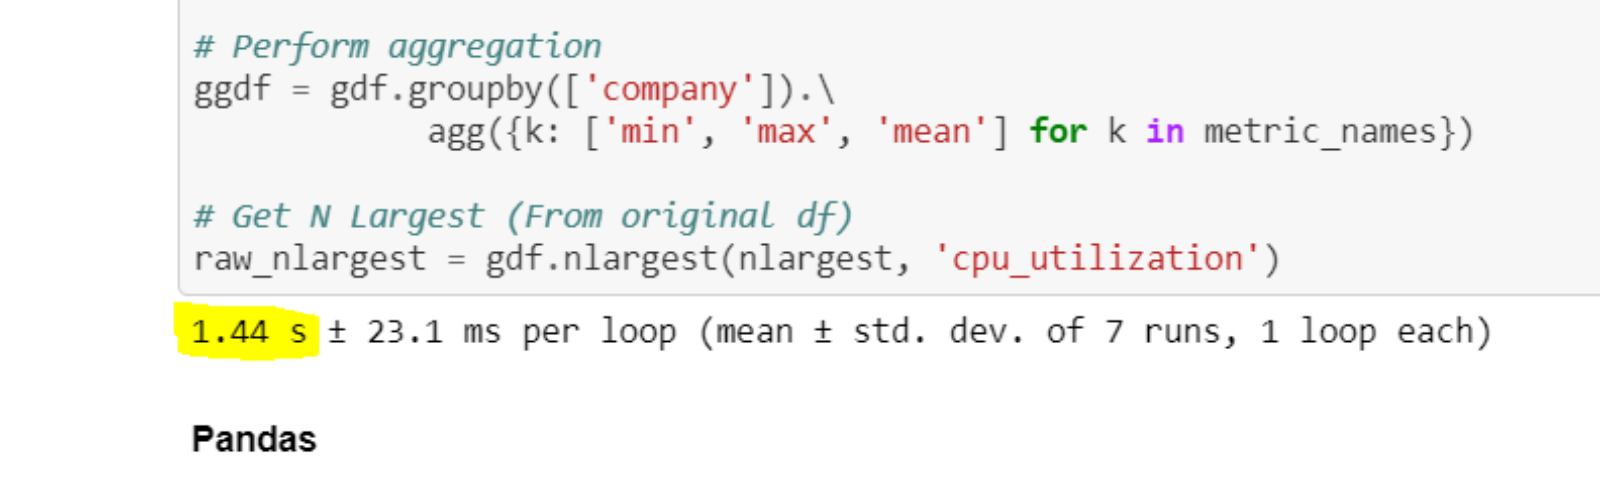 # Perform aggregation
ggdf = gdf.groupby(['company']).\
agg({k: ['min', 'max', 'mean'] for k in metric_names})
# Get N Largest (From original df)
raw_nlargest = gdf.nlargest(nlargest, 'cpu_utilization')
1.44 s ± 23.1 ms per loop (mean ± std. dev. of 7 runs, 1 loop each)
Pandas